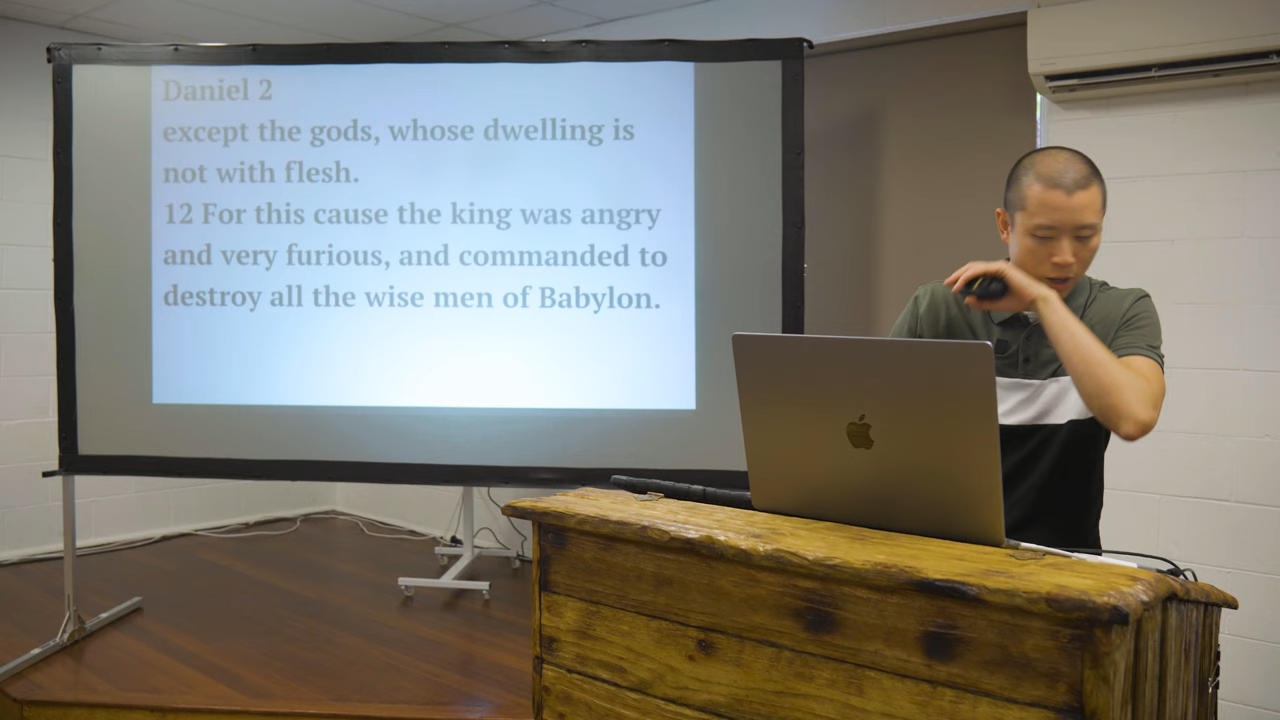 Daniel 2
except the gods, whose dwelling is
not with flesh.
12 For this cause the king was angry
and very furious, and commanded to
destroy all the wise men of Babylon.